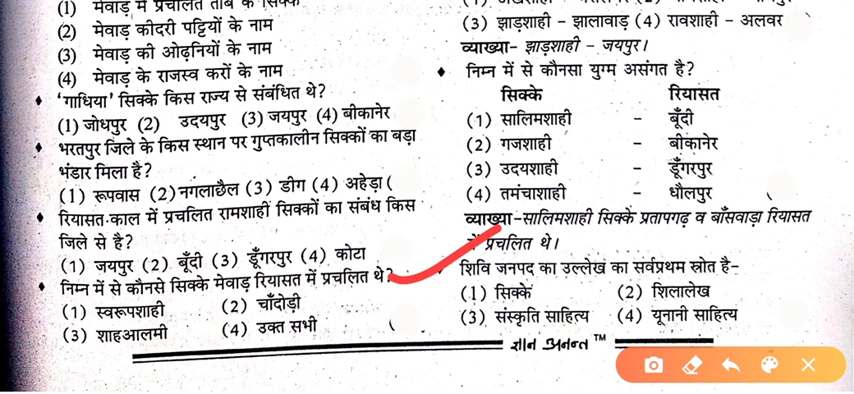 (1) मेवाड़ में प्रचलित तांबे के सिक्के
(2) मेवाड़ कीदरी पट्टियों के नाम
(3) मेवाड़ की ओढ़नियों के नाम
(4) मेवाड़ के राजस्व करों के नाम
♦ 'गाधिया' सिक्के किस राज्य से संबंधित थे?
(1) जोधपुर (2) उदयपुर (3) जयपुर (4) बीकानेर
♦ भरतपुर जिले के किस स्थान पर गुप्तकालीन सिक्कों का बड़ा
भंडार मिला है?
(1) रूपवास (2) नगलाछैल (3) डीग (4) अहेड़ा (
♦ रियासत-काल में प्रचलित रामशाही सिक्कों का संबंध किस
जिले से है?
(1) जयपुर (2) बूँदी (3) डूँगरपुर (4) कोटा
♦ निम्न में से कौनसे सिक्के मेवाड़ रियासत में प्रचलित थे?
(1) स्वरूपशाही (2) चाँदोड़ी
(3) शाहआलमी (4) उक्त सभी
(3) झाड़शाही – झालावाड़ (4) रावशाही – अलवर
व्याख्या- झाड़शाही – जयपुर।
♦ निम्न में से कौनसा युग्म असंगत है?
सिक्के रियासत
(1) सालिमशाही – बूँदी
(2) गजशाही – बीकानेर
(3) उदयशाही – डूँगरपुर
(4) तमंचाशाही – धौलपुर
व्याख्या-सालिमशाही सिक्के प्रतापगढ़ व बाँसवाड़ा रियासत
में प्रचलित थे।
शिवि जनपद का उल्लेख का सर्वप्रथम स्रोत है-
(1) सिक्के (2) शिलालेख
(3) संस्कृति साहित्य (4) यूनानी साहित्य
ज्ञान अनन्त ™